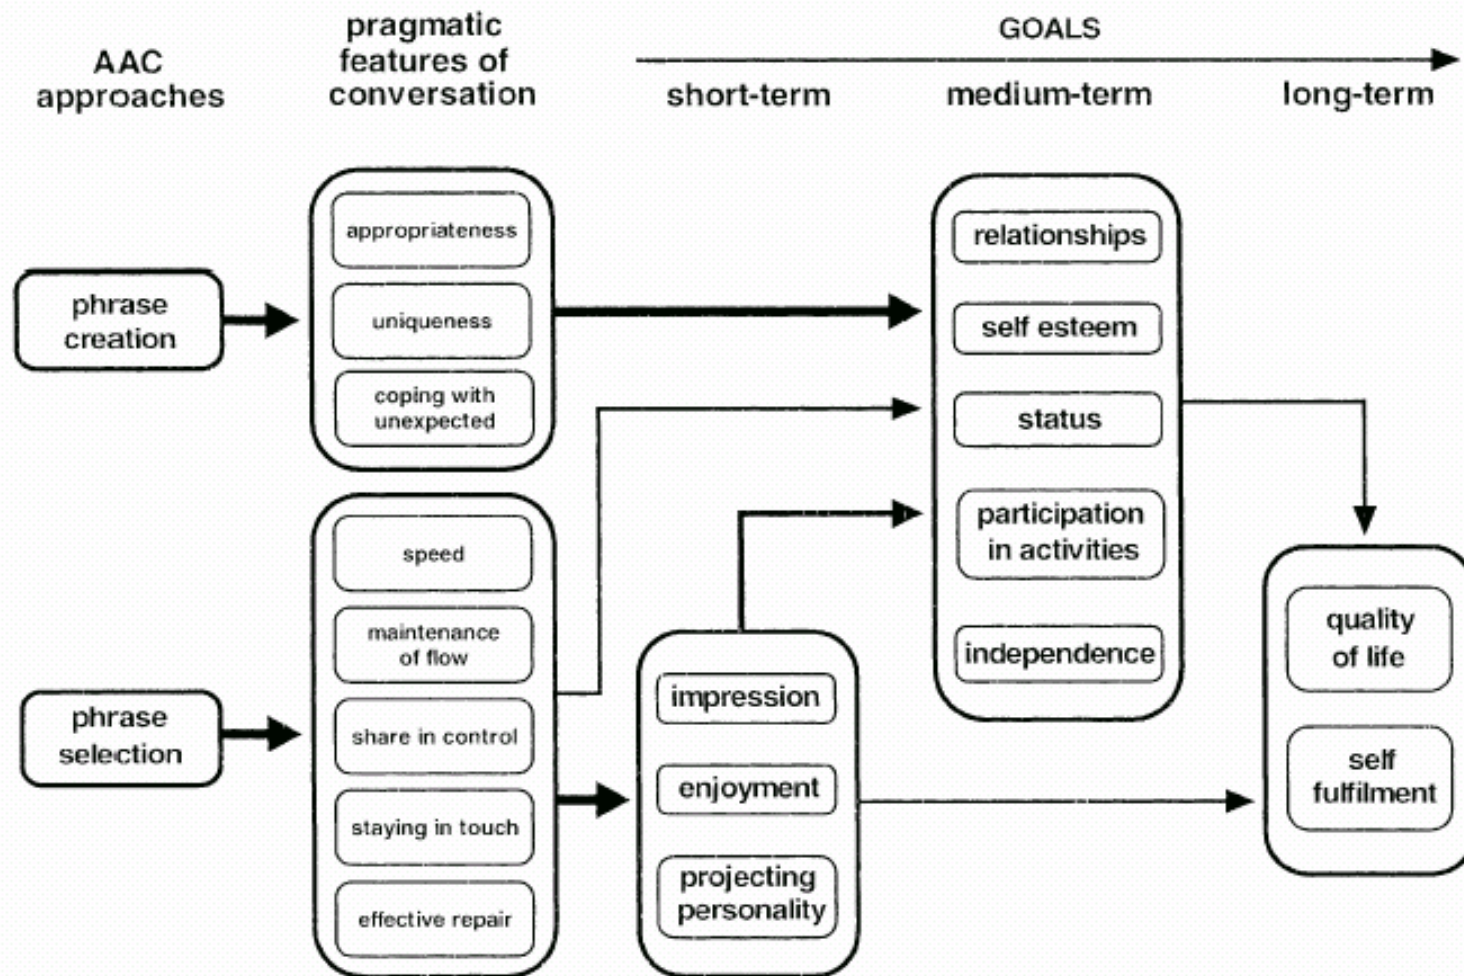 AAC
approaches
pragmatic
features of
conversation
GOALS
short-term
medium-term
long-term
phrase
creation
appropriateness
uniqueness
coping with
unexpected
phrase
selection
speed
maintenance
of flow
share in control
staying in touch
effective repair
impression
enjoyment
projecting
personality
relationships
self esteem
status
participation
in activities
independence
quality
of life
self
fulfilment